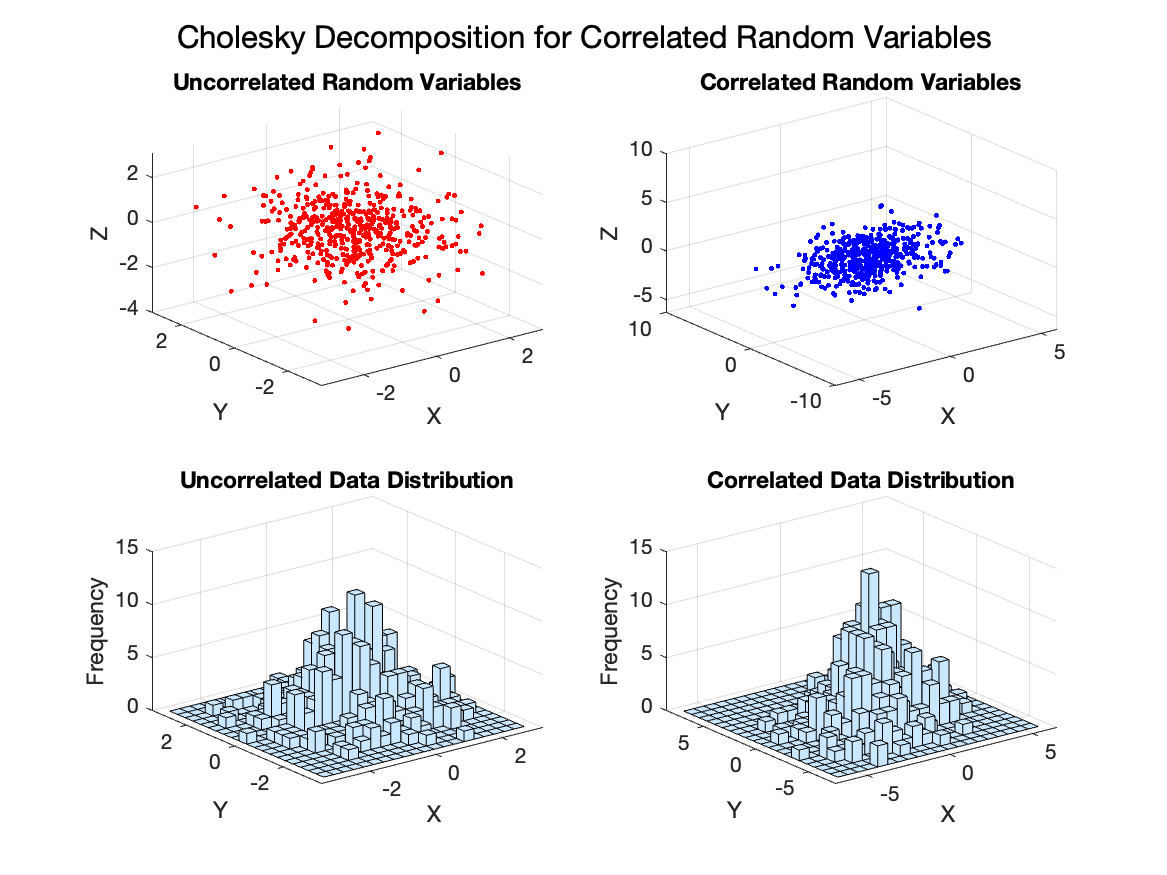 Cholesky Decomposition for Correlated Random Variables
Uncorrelated Random Variables
2
0
-2
-4
Z
2
0
-2
Y
-2
0
2
X
Correlated Random Variables
10
5
0
-5
Z
10
0
-10
Y
-5
0
5
X
Uncorrelated Data Distribution
15
10
5
0
Frequency
2
0
-2
Y
-2
0
2
X
Correlated Data Distribution
15
10
5
0
Frequency
5
0
-5
Y
-5
0
5
X